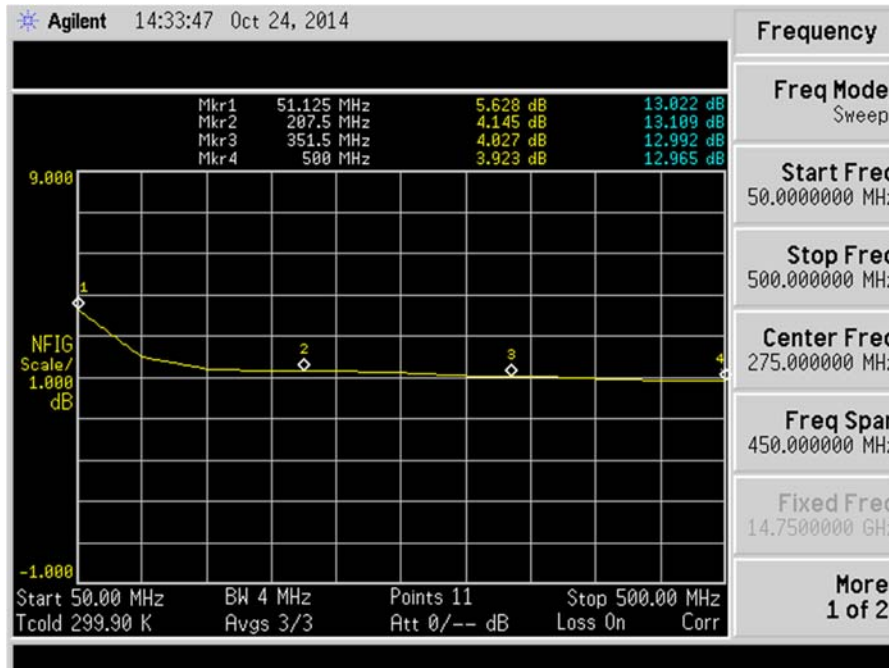 Agilent 14:33:47 Oct 24, 2014
Frequency
Mkr1 51.125 MHz 5.628 dB 13.022 dB
Mkr2 207.5 MHz 4.145 dB 13.109 dB
Mkr3 351.5 MHz 4.027 dB 12.992 dB
Mkr4 500 MHz 3.923 dB 12.965 dB
9.000
1
2
3
4
NFIG
Scale/
1.000
dB
-1.000
Start 50.00 MHz BW 4 MHz Points 11 Stop 500.00 MHz
Tcold 299.90 K Avgs 3/3 Att 0/-- dB Loss On Corr
Freq Mode
Sweep
Start Freq
50.0000000 MHz
Stop Freq
500.000000 MHz
Center Freq
275.000000 MHz
Freq Span
450.000000 MHz
Fixed Freq
14.7500000 GHz
More
1 of 2